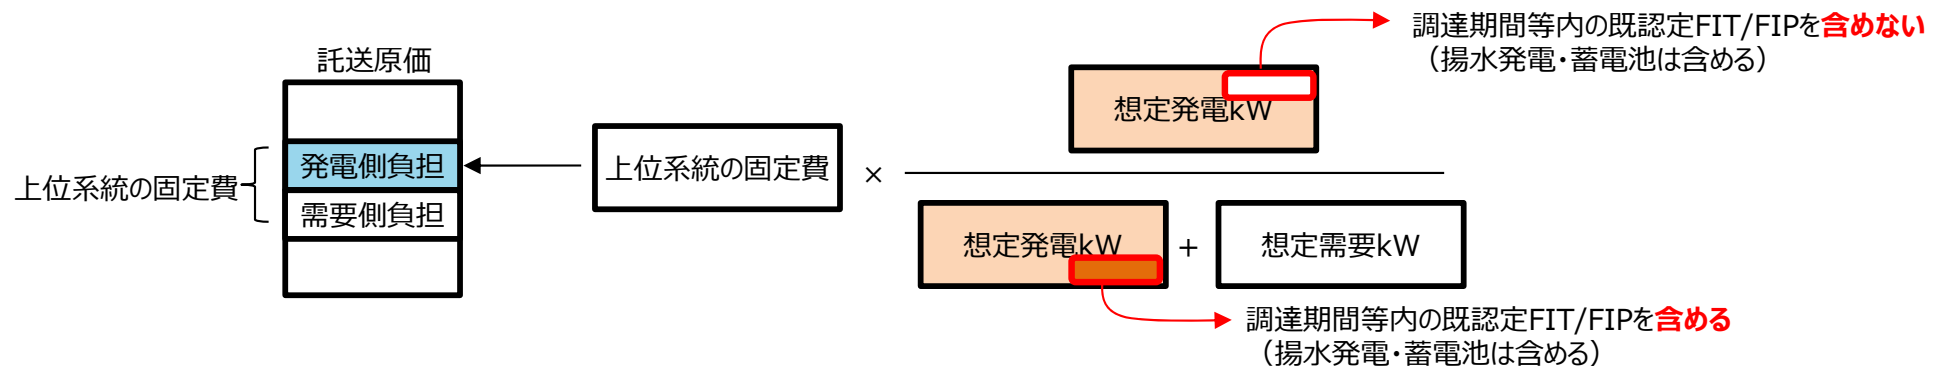 調達期間等内の既認定FIT/FIPを含めない
（揚水発電・蓄電池は含める）
託送原価
想定発電kW
発電側負担
上位系統の固定費
×
上位系統の固定費
需要側負担
想定発電kW
+
想定需要kW
調達期間等内の既認定FIT/FIPを含める
（揚水発電・蓄電池は含める）